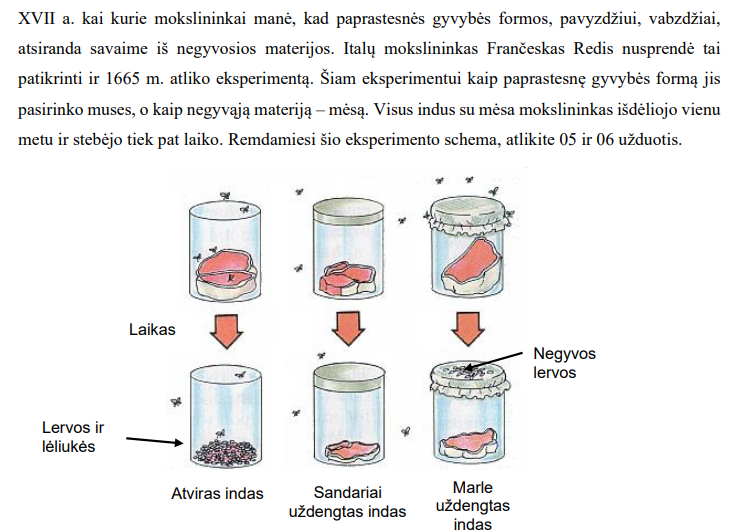 XVII a. kai kurie mokslininkai manė, kad paprastesnės gyvybės formos, pavyzdžiui, vabzdžiai,
atsiranda savaime iš negyvosios materijos. Italų mokslininkas Frančeskas Redis nusprendė tai
patikrinti ir 1665 m. atliko eksperimentą. Šiam eksperimentui kaip paprastesnę gyvybės formą jis
pasirinko muses, o kaip negyvąją materiją – mėsą. Visus indus su mėsa mokslininkas išdėliojo vienu
metu ir stebėjo tiek pat laiko. Remdamiesi šio eksperimento schema, atlikite 05 ir 06 užduotis.
Laikas
Negyvos
lervos
Lervos ir
lėliukės
Atviras indas
Sandariai
uždengtas indas
Marle
uždengtas
indas